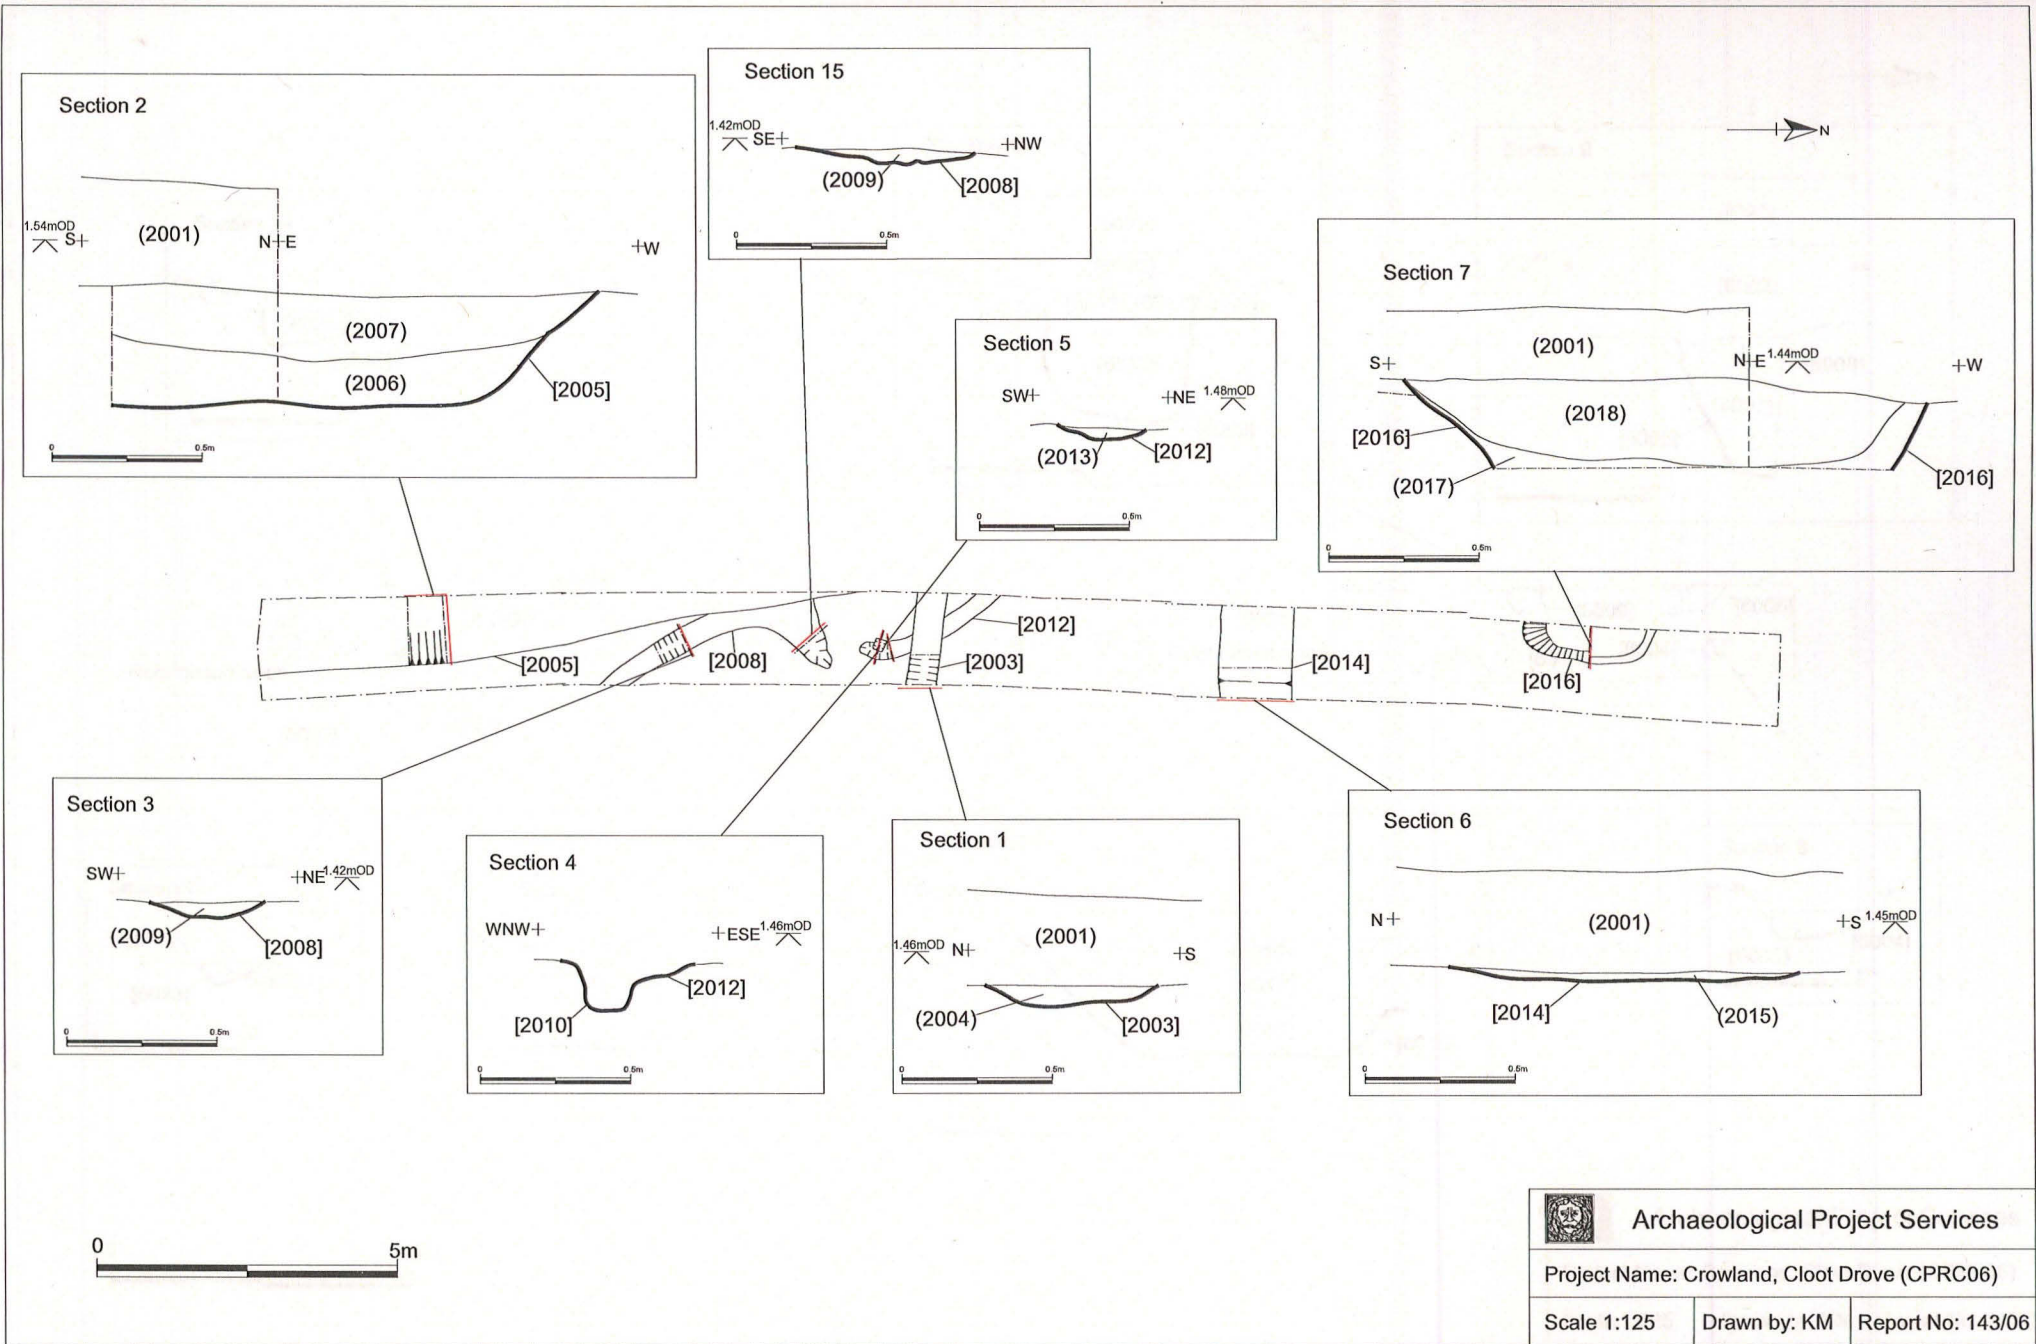 Section 2
1.54mOD
S
(2001)
N E
W
(2007)
(2006)
[2005]
0 0.5m
Section 15
1.42mOD
SE
NW
(2009)
[2008]
0 0.5m
N
Section 5
SW
NE
1.48mOD
(2013)
[2012]
0 0.5m
Section 7
(2001)
S
N E
1.44mOD
W
(2018)
[2016]
(2017)
[2016]
0 0.5m
[2005]
[2008]
[2012]
[2003]
[2014]
[2016]
Section 3
SW
NE
1.42mOD
(2009)
[2008]
0 0.5m
Section 4
WNW
ESE
1.46mOD
[2010]
[2012]
0 0.5m
Section 1
(2001)
1.46mOD
N
S
(2004)
[2003]
0 0.5m
Section 6
N
(2001)
S
1.45mOD
[2014]
(2015)
0 0.5m
0 5m
Archaeological Project Services
Project Name: Crowland, Cloot Drove (CPRC06)
Scale 1:125
Drawn by: KM
Report No: 143/06